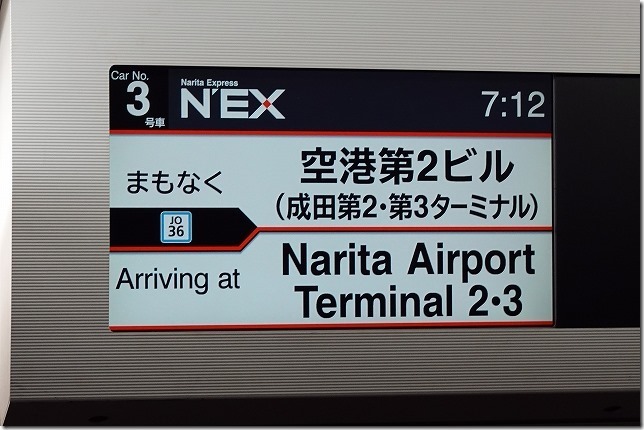 Car No.
3
号車
Narita Express
N'EX
7:12
まもなく
空港第2ビル
(成田第2・第3ターミナル)
JO
36
Arriving at
Narita Airport
Terminal 2・3